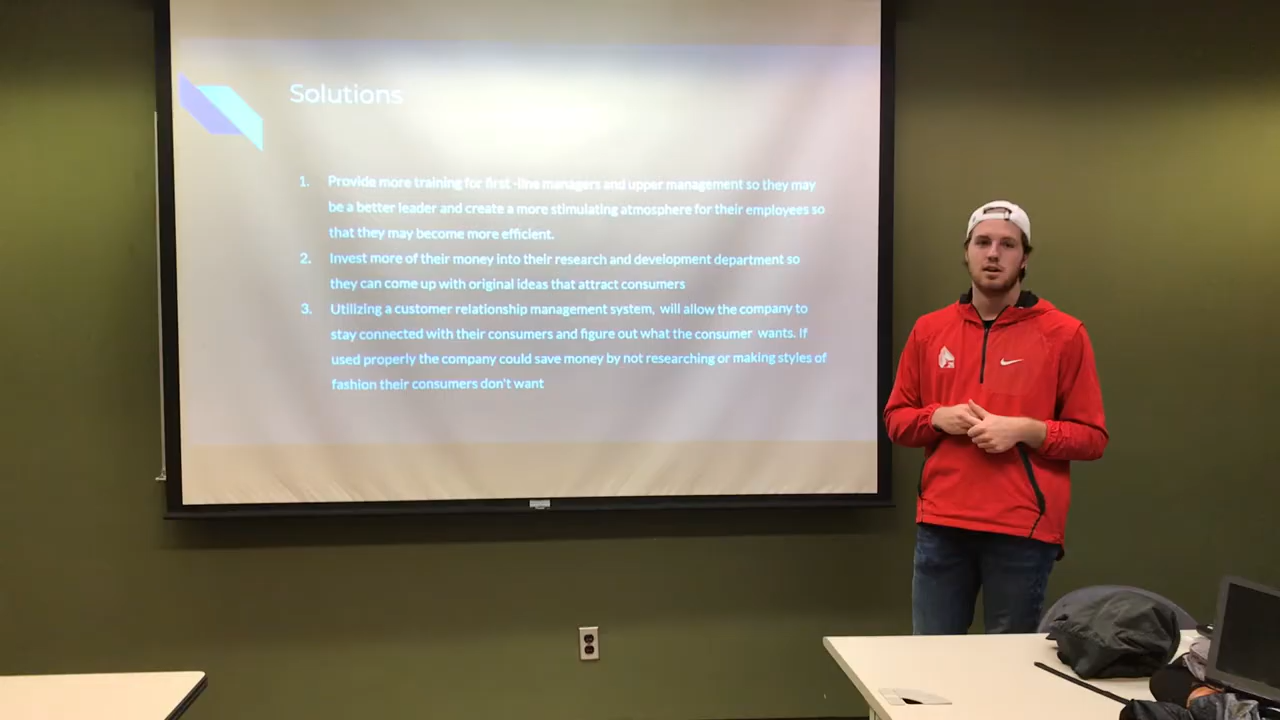 Solutions
1. Provide more training for first -line managers and upper management so they may
be a better leader and create a more stimulating atmosphere for their employees so
that they may become more efficient.
2. Invest more of their money into their research and development department so
they can come up with original ideas that attract consumers
3. Utilizing a customer relationship management system, will allow the company to
stay connected with their consumers and figure out what the consumer wants. If
used properly the company could save money by not researching or making styles of
fashion their consumers don't want